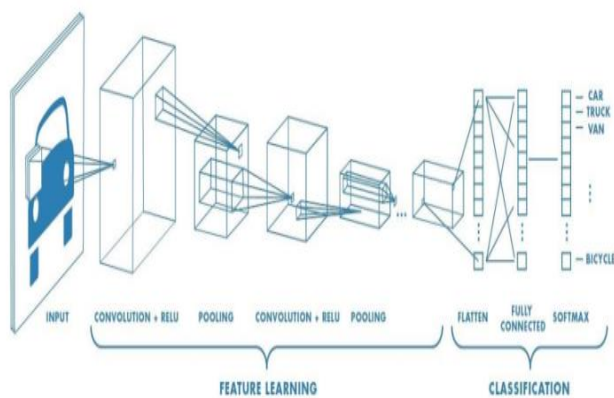 CAR
TRUCK
VAN
BICYCLE
INPUT
CONVOLUTION + RELU
POOLING
CONVOLUTION + RELU
POOLING
...
FLATTEN
FULLY
CONNECTED
SOFTMAX
FEATURE LEARNING
CLASSIFICATION